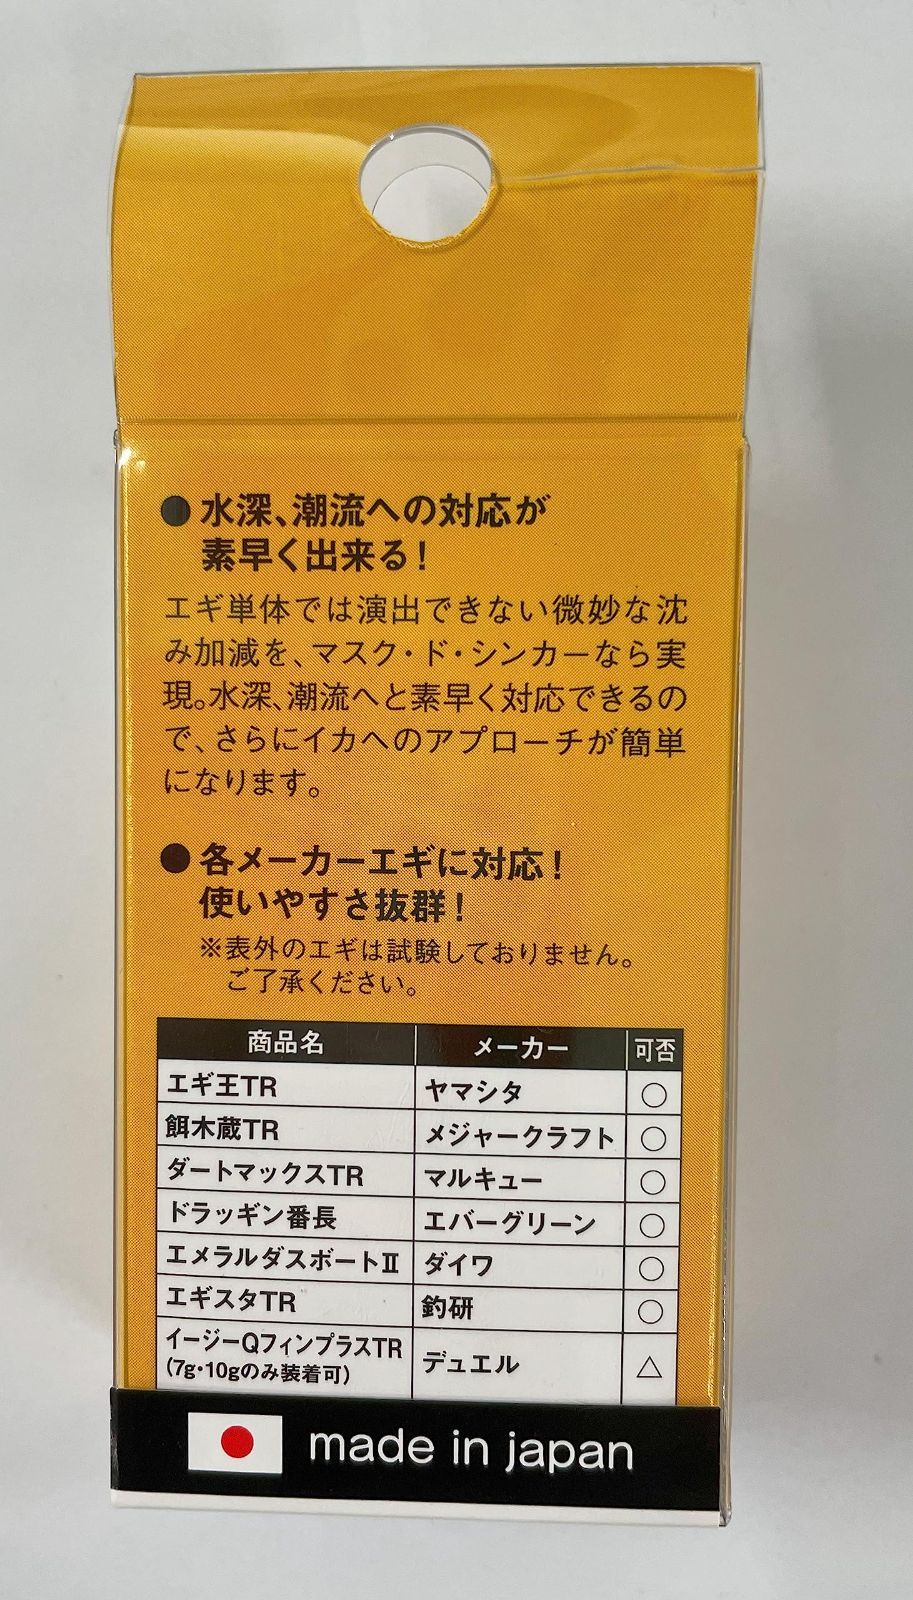 ●水深、潮流への対応が
素早く出来る！
エギ単体では演出できない微妙な沈
み加減を、マスク・ド・シンカーなら実
現。水深、潮流へと素早く対応できるの
で、さらにイカへのアプローチが簡単
になります。
●各メーカーエギに対応！
使いやすさ抜群！
※表外のエギは試験しておりません。
ご了承ください。
商品名 メーカー 可否
エギ王TR ヤマシタ ○
餌木蔵TR メジャークラフト ○
ダートマックスTR マルキュー ○
ドラッギン番長 エバーグリーン ○
エメラルダスボートⅡ ダイワ ○
エギスタTR 釣研 ○
イージーQフィンプラスTR
(7g・10gのみ装着可) デュエル △
made in japan